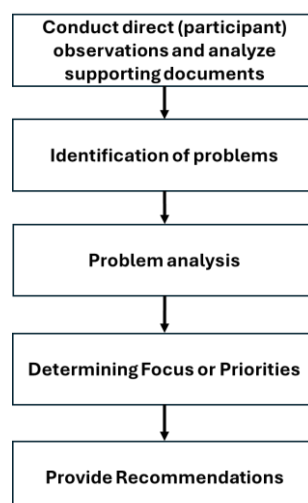 Conduct direct (participant)
observations and analyze
supporting documents
Identification of problems
Problem analysis
Determining Focus or Priorities
Provide Recommendations